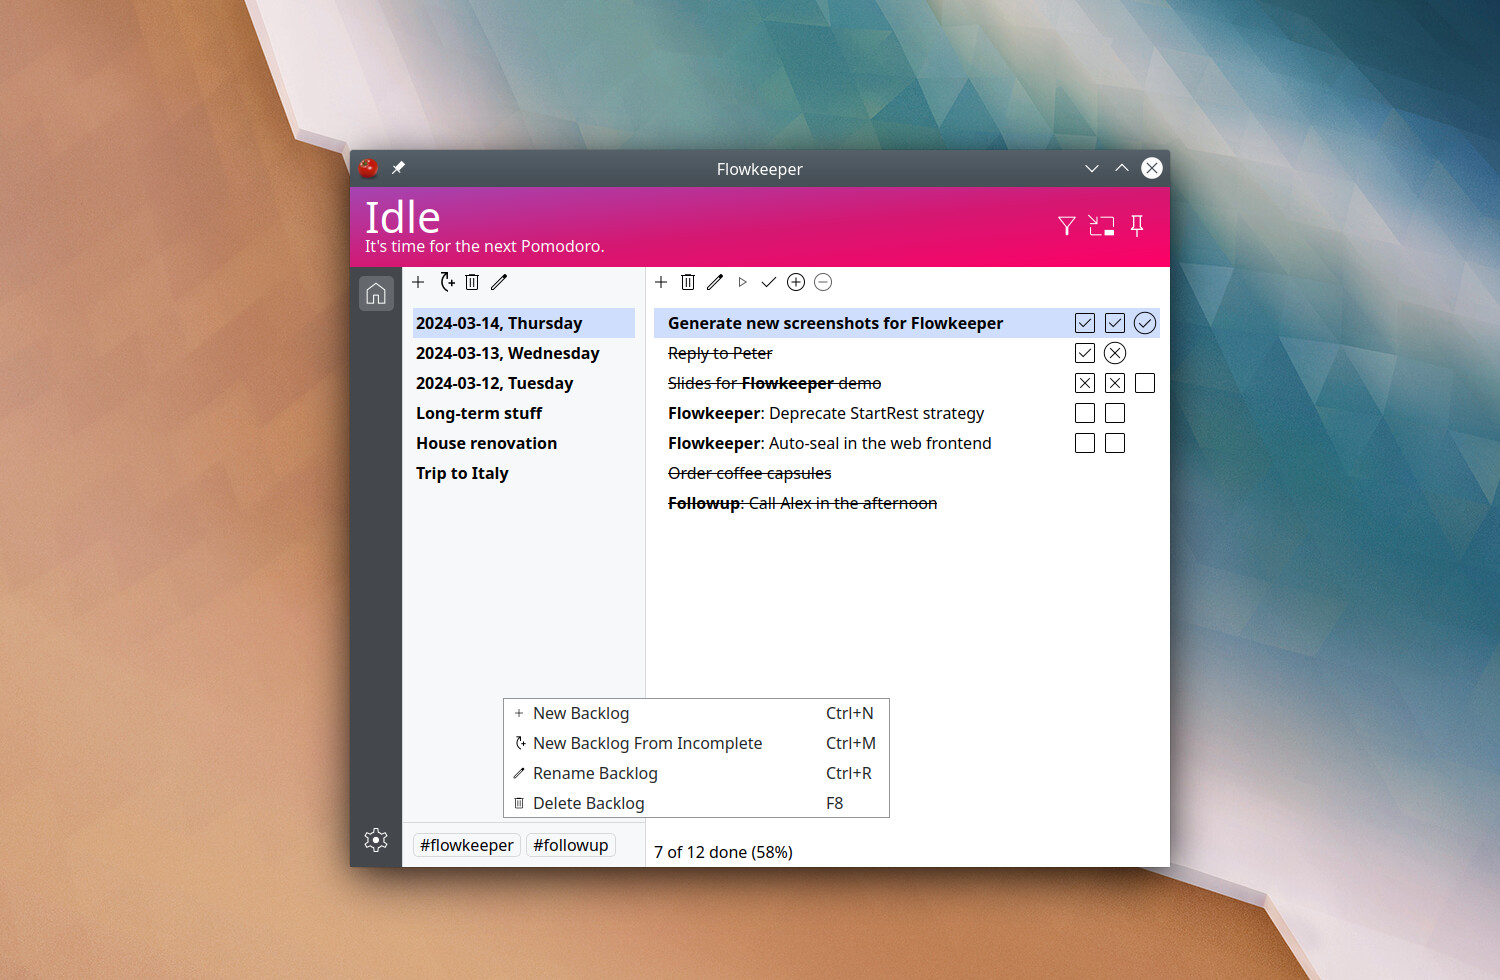 Flowkeeper
Idle
It's time for the next Pomodoro.
2024-03-14, Thursday
2024-03-13, Wednesday
2024-03-12, Tuesday
Long-term stuff
House renovation
Trip to Italy
Generate new screenshots for Flowkeeper
Reply to Peter
Slides for Flowkeeper demo
Flowkeeper: Deprecate StartRest strategy
Flowkeeper: Auto-seal in the web frontend
Order coffee capsules
Followup: Call Alex in the afternoon
New Backlog Ctrl+N
New Backlog From Incomplete Ctrl+M
Rename Backlog Ctrl+R
Delete Backlog F8
#flowkeeper #followup
7 of 12 done (58%)